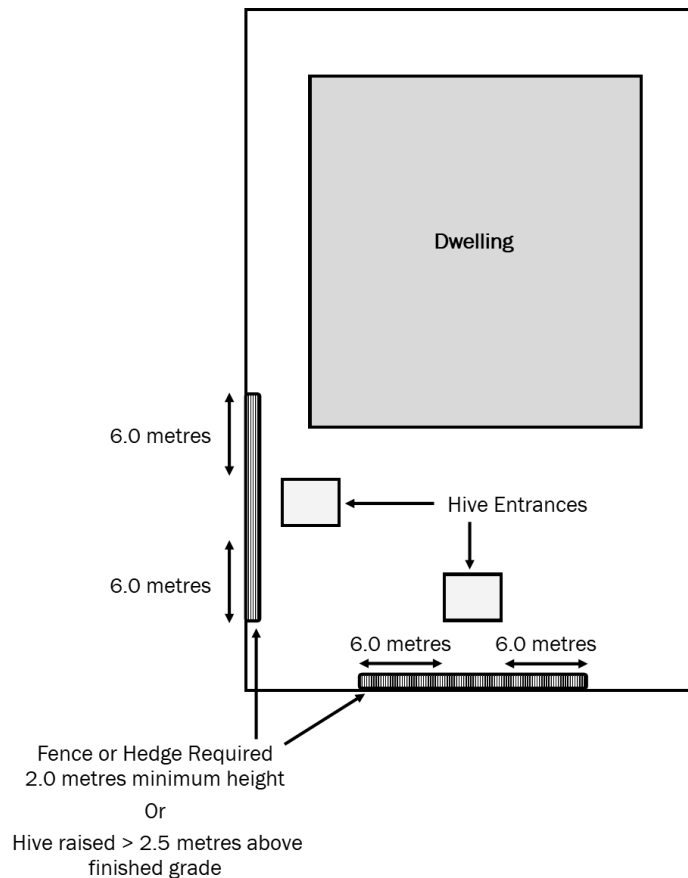 Dwelling
6.0 metres
Hive Entrances
6.0 metres
6.0 metres
6.0 metres
Fence or Hedge Required
2.0 metres minimum height
Or
Hive raised > 2.5 metres above
finished grade